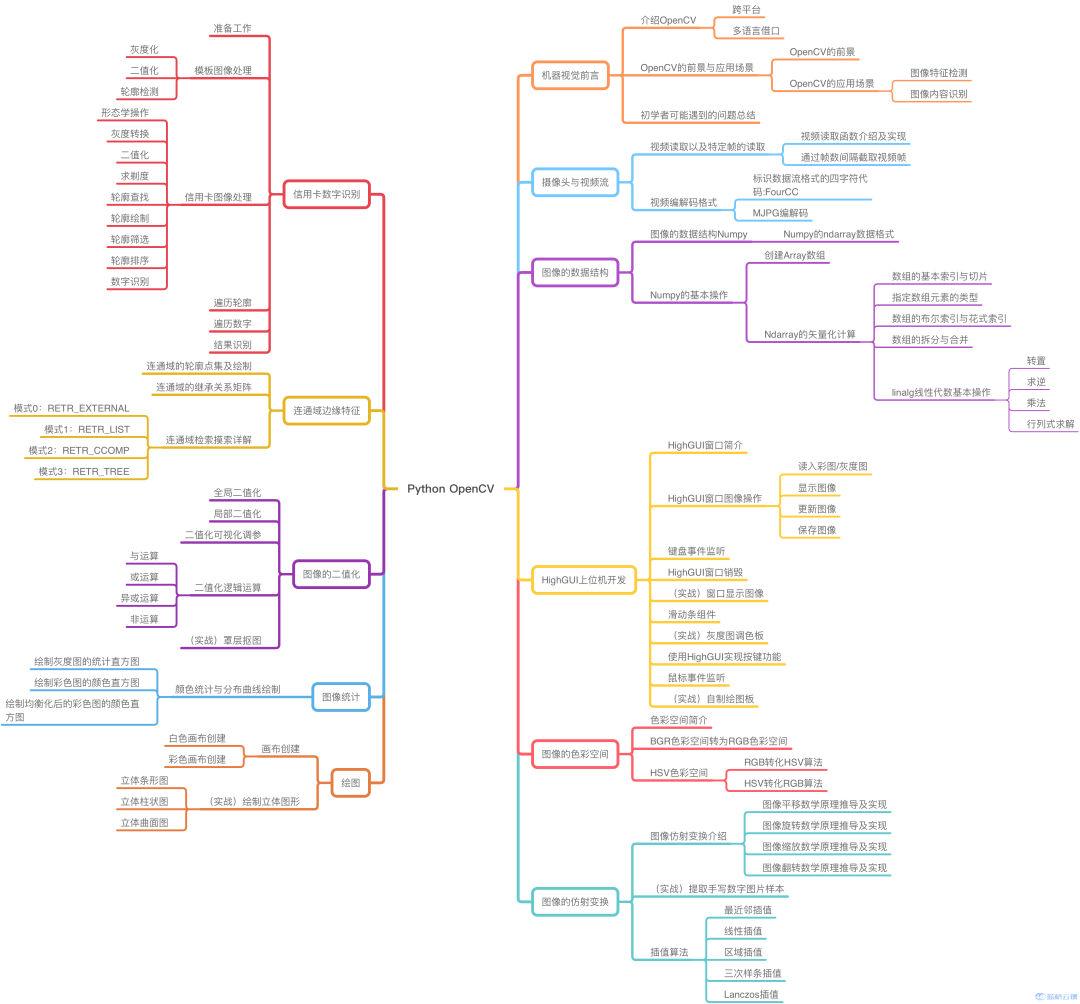 Python OpenCV
机器视觉前言
介绍OpenCV
跨平台
多语言借口
OpenCV的前景与应用场景
OpenCV的前景
OpenCV的应用场景
图像特征检测
图像内容识别
初学者可能遇到的问题总结
摄像头与视频流
视频读取以及特定帧的读取
视频读取函数介绍及实现
通过帧数间隔截取视频帧
视频编解码格式
标识数据流格式的四字符代
码:FourCC
MJPG编解码
图像的数据结构
图像的数据结构Numpy
Numpy的ndarray数据格式
Numpy的基本操作
创建Array数组
Ndarray的矢量化计算
数组的基本索引与切片
指定数组元素的类型
数组的布尔索引与花式索引
数组的拆分与合并
linalg线性代数基本操作
转置
求逆
乘法
行列式求解
HighGUI上位机开发
HighGUI窗口简介
HighGUI窗口图像操作
读入彩图/灰度图
显示图像
更新图像
保存图像
键盘事件监听
HighGUI窗口销毁
（实战）窗口显示图像
滑动条组件
（实战）灰度图调色板
使用HighGUI实现按键功能
鼠标事件监听
（实战）自制绘图板
图像的色彩空间
色彩空间简介
BGR色彩空间转为RGB色彩空间
HSV色彩空间
RGB转化HSV算法
HSV转化RGB算法
图像的仿射变换
图像仿射变换介绍
图像平移数学原理推导及实现
图像旋转数学原理推导及实现
图像缩放数学原理推导及实现
图像翻转数学原理推导及实现
（实战）提取手写数字图片样本
插值算法
最近邻插值
线性插值
区域插值
三次样条插值
Lanczos插值
信用卡数字识别
准备工作
模板图像处理
灰度化
二值化
轮廓检测
信用卡图像处理
形态学操作
灰度转换
二值化
求剃度
轮廓查找
轮廓绘制
轮廓筛选
轮廓排序
数字识别
遍历轮廓
遍历数字
结果识别
连通域边缘特征
连通域的轮廓点集及绘制
连通域的继承关系矩阵
连通域检索摸索详解
模式0：RETR_EXTERNAL
模式1：RETR_LIST
模式2：RETR_CCOMP
模式3：RETR_TREE
图像的二值化
全局二值化
局部二值化
二值化可视化调参
二值化逻辑运算
与运算
或运算
异或运算
非运算
（实战）罩层抠图
图像统计
颜色统计与分布曲线绘制
绘制灰度图的统计直方图
绘制彩色图的颜色直方图
绘制均衡化后的彩色图的颜色直
方图
绘图
画布创建
白色画布创建
彩色画布创建
（实战）绘制立体图形
立体条形图
立体柱状图
立体曲面图
蓝桥云课